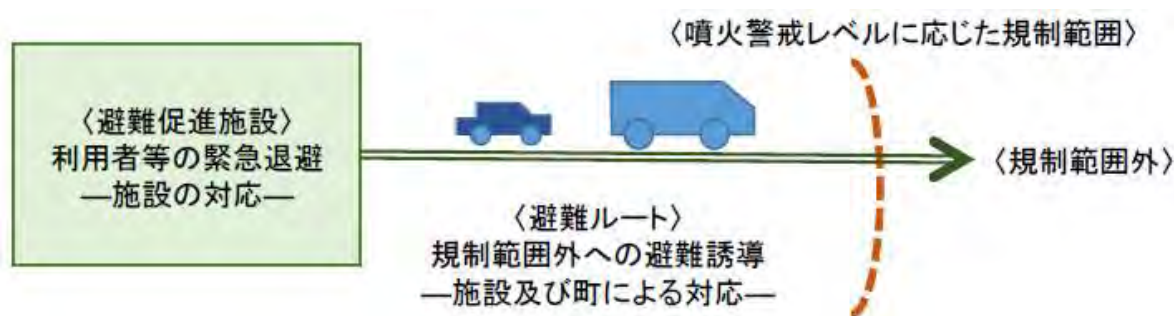 〈噴火警戒レベルに応じた規制範囲〉
〈避難促進施設〉
利用者等の緊急退避
―施設の対応―
〈規制範囲外〉
〈避難ルート〉
規制範囲外への避難誘導
―施設及び町による対応―